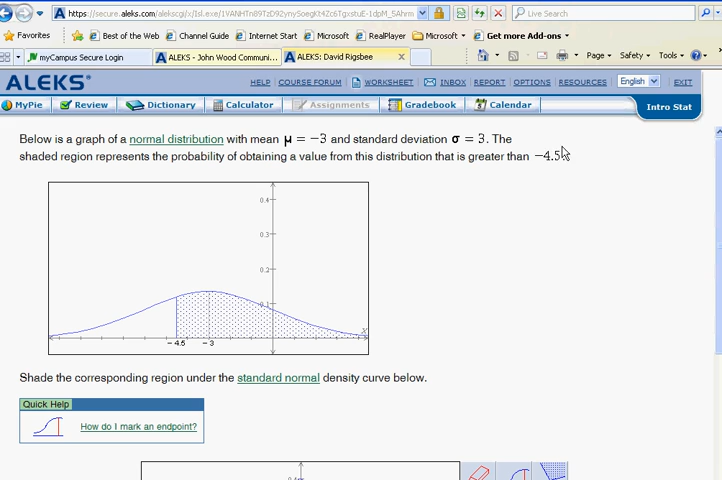 https://secure.aleks.com/alekscgi/x/Isl.exe/1VANHTn89TzD92ynySoegKt4Zc6TgxstuE-1dpM_5Ahrm
Live Search
Favorites Best of the Web Channel Guide Internet Start Microsoft RealPlayer Microsoft Get more Add-ons
myCampus Secure Login ALEKS - John Wood Communi... ALEKS: David Rigsbee Page Safety Tools
ALEKS®
HELP COURSE FORUM WORKSHEET INBOX REPORT OPTIONS RESOURCES English EXIT
MyPie Review Dictionary Calculator Assignments Gradebook Calendar Intro Stat
Below is a graph of a normal distribution with mean μ = −3 and standard deviation σ = 3. The
shaded region represents the probability of obtaining a value from this distribution that is greater than −4.5.
0.4
0.3
0.2
0.1
X
−4.5 −3
Shade the corresponding region under the standard normal density curve below.
Quick Help
How do I mark an endpoint?